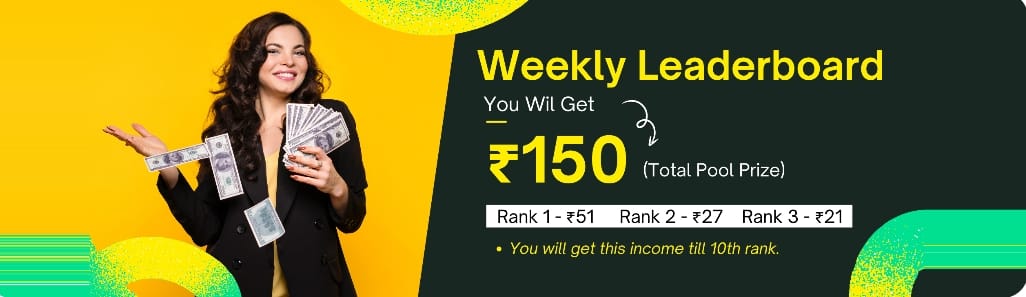 Weekly Leaderboard
You Wil Get
₹150 (Total Pool Prize)
Rank 1 - ₹51 Rank 2 - ₹27 Rank 3 - ₹21
• You will get this income till 10th rank.